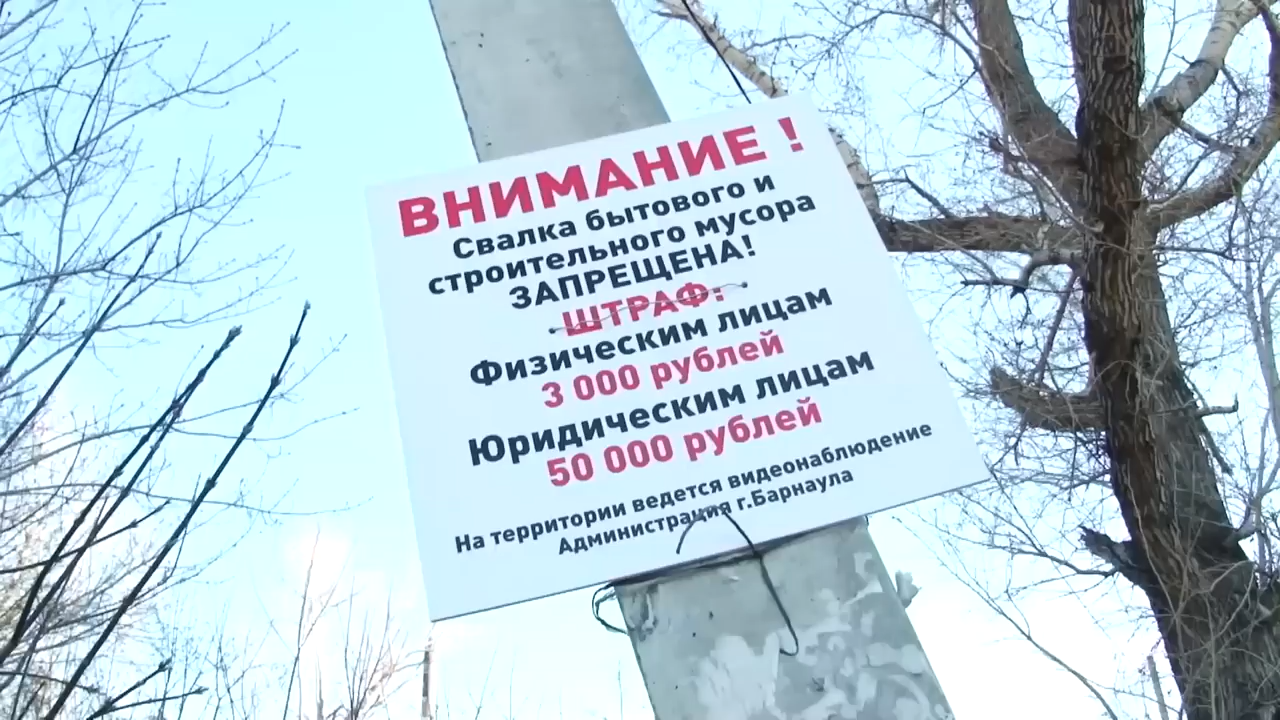 ВНИМАНИЕ !
Свалка бытового и
строительного мусора
ЗАПРЕЩЕНА!
ШТРАФ:
Физическим лицам
3 000 рублей
Юридическим лицам
50 000 рублей
На территории ведется видеонаблюдение
Администрация г.Барнаула